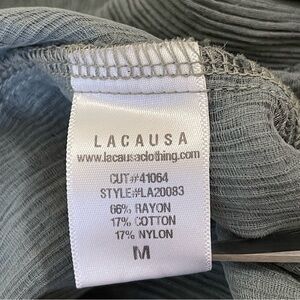 LACAUSA
www.lacausaclothing.com
CUT#41064
STYLE#LA20083
66% RAYON
17% COTTON
17% NYLON
M